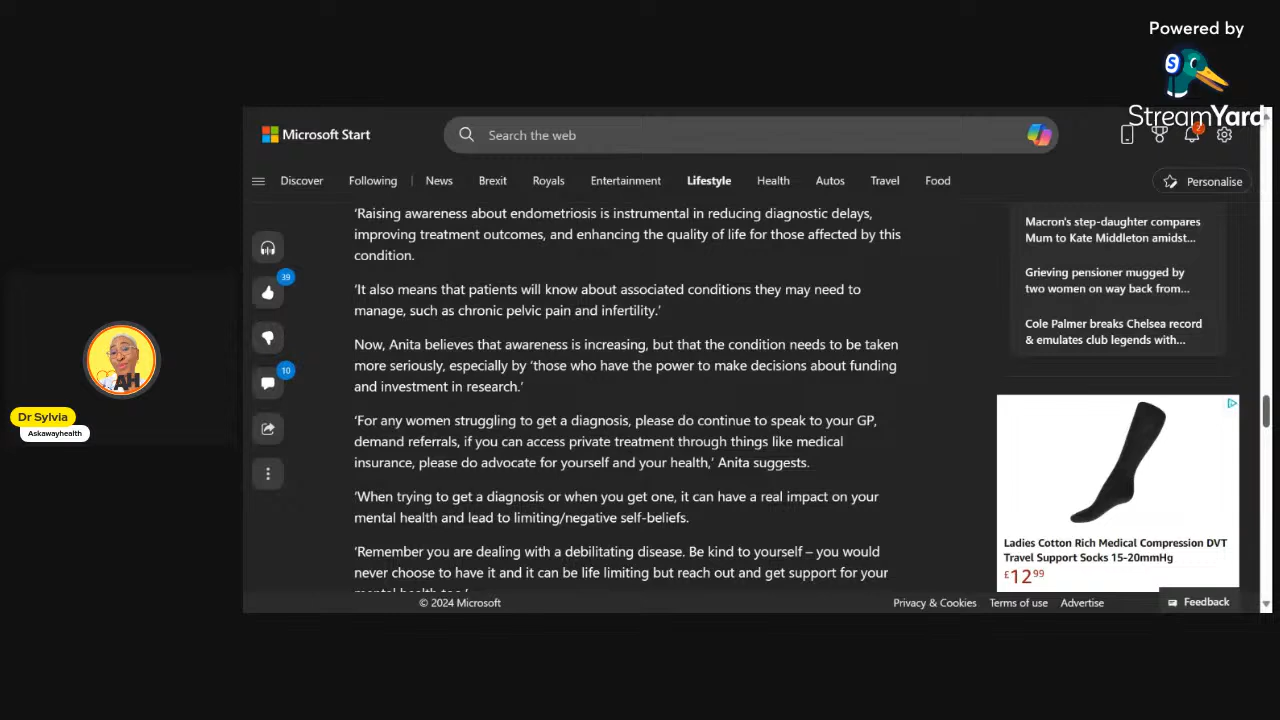 Powered by
StreamYard
Microsoft Start
Search the web
2
Discover
Following
News
Brexit
Royals
Entertainment
Lifestyle
Health
Autos
Travel
Food
Personalise
‘Raising awareness about endometriosis is instrumental in reducing diagnostic delays,
improving treatment outcomes, and enhancing the quality of life for those affected by this
condition.
‘It also means that patients will know about associated conditions they may need to
manage, such as chronic pelvic pain and infertility.’
Now, Anita believes that awareness is increasing, but that the condition needs to be taken
more seriously, especially by ‘those who have the power to make decisions about funding
and investment in research.’
‘For any women struggling to get a diagnosis, please do continue to speak to your GP,
demand referrals, if you can access private treatment through things like medical
insurance, please do advocate for yourself and your health,’ Anita suggests.
‘When trying to get a diagnosis or when you get one, it can have a real impact on your
mental health and lead to limiting/negative self-beliefs.
‘Remember you are dealing with a debilitating disease. Be kind to yourself – you would
never choose to have it and it can be life limiting but reach out and get support for your
mental health too.’
39
10
AH
Dr Sylvia
Askawayhealth
Macron's step-daughter compares
Mum to Kate Middleton amidst...
Grieving pensioner mugged by
two women on way back from...
Cole Palmer breaks Chelsea record
& emulates club legends with...
Ladies Cotton Rich Medical Compression DVT
Travel Support Socks 15-20mmHg
£12.99
© 2024 Microsoft
Privacy & Cookies
Terms of use
Advertise
Feedback